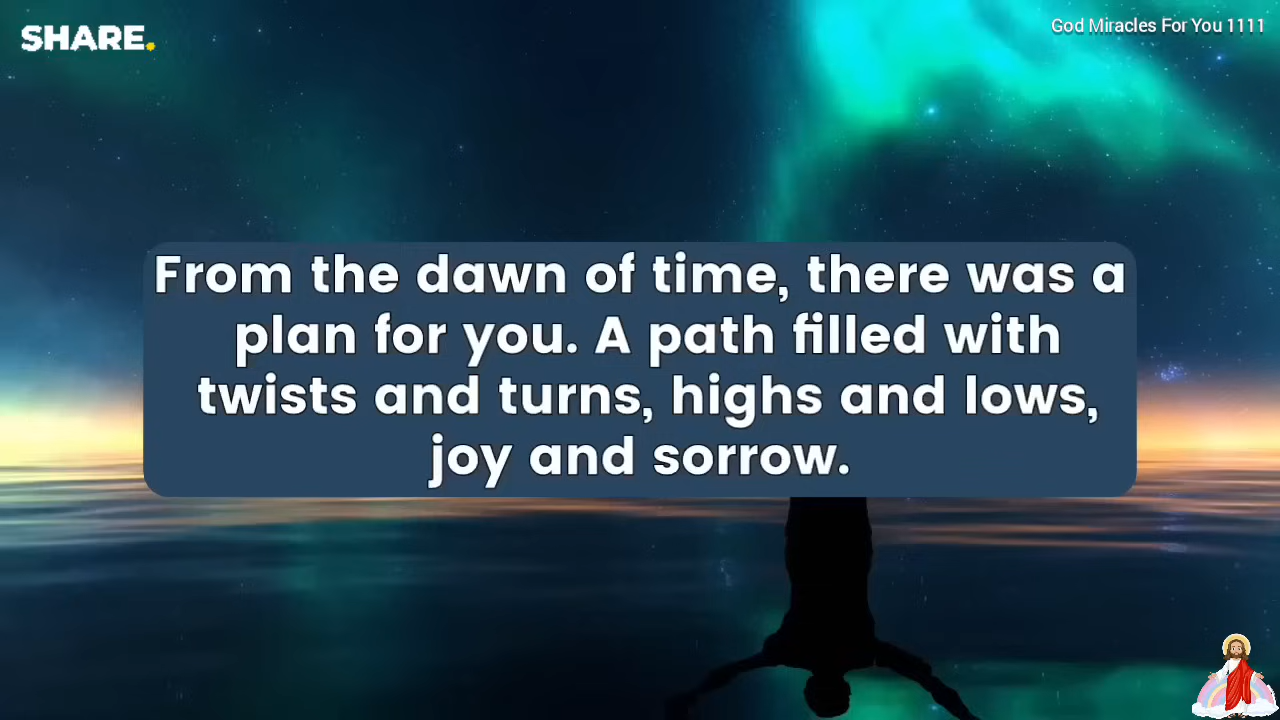 SHARE.
God Miracles For You 1111
From the dawn of time, there was a
plan for you. A path filled with
twists and turns, highs and lows,
joy and sorrow.